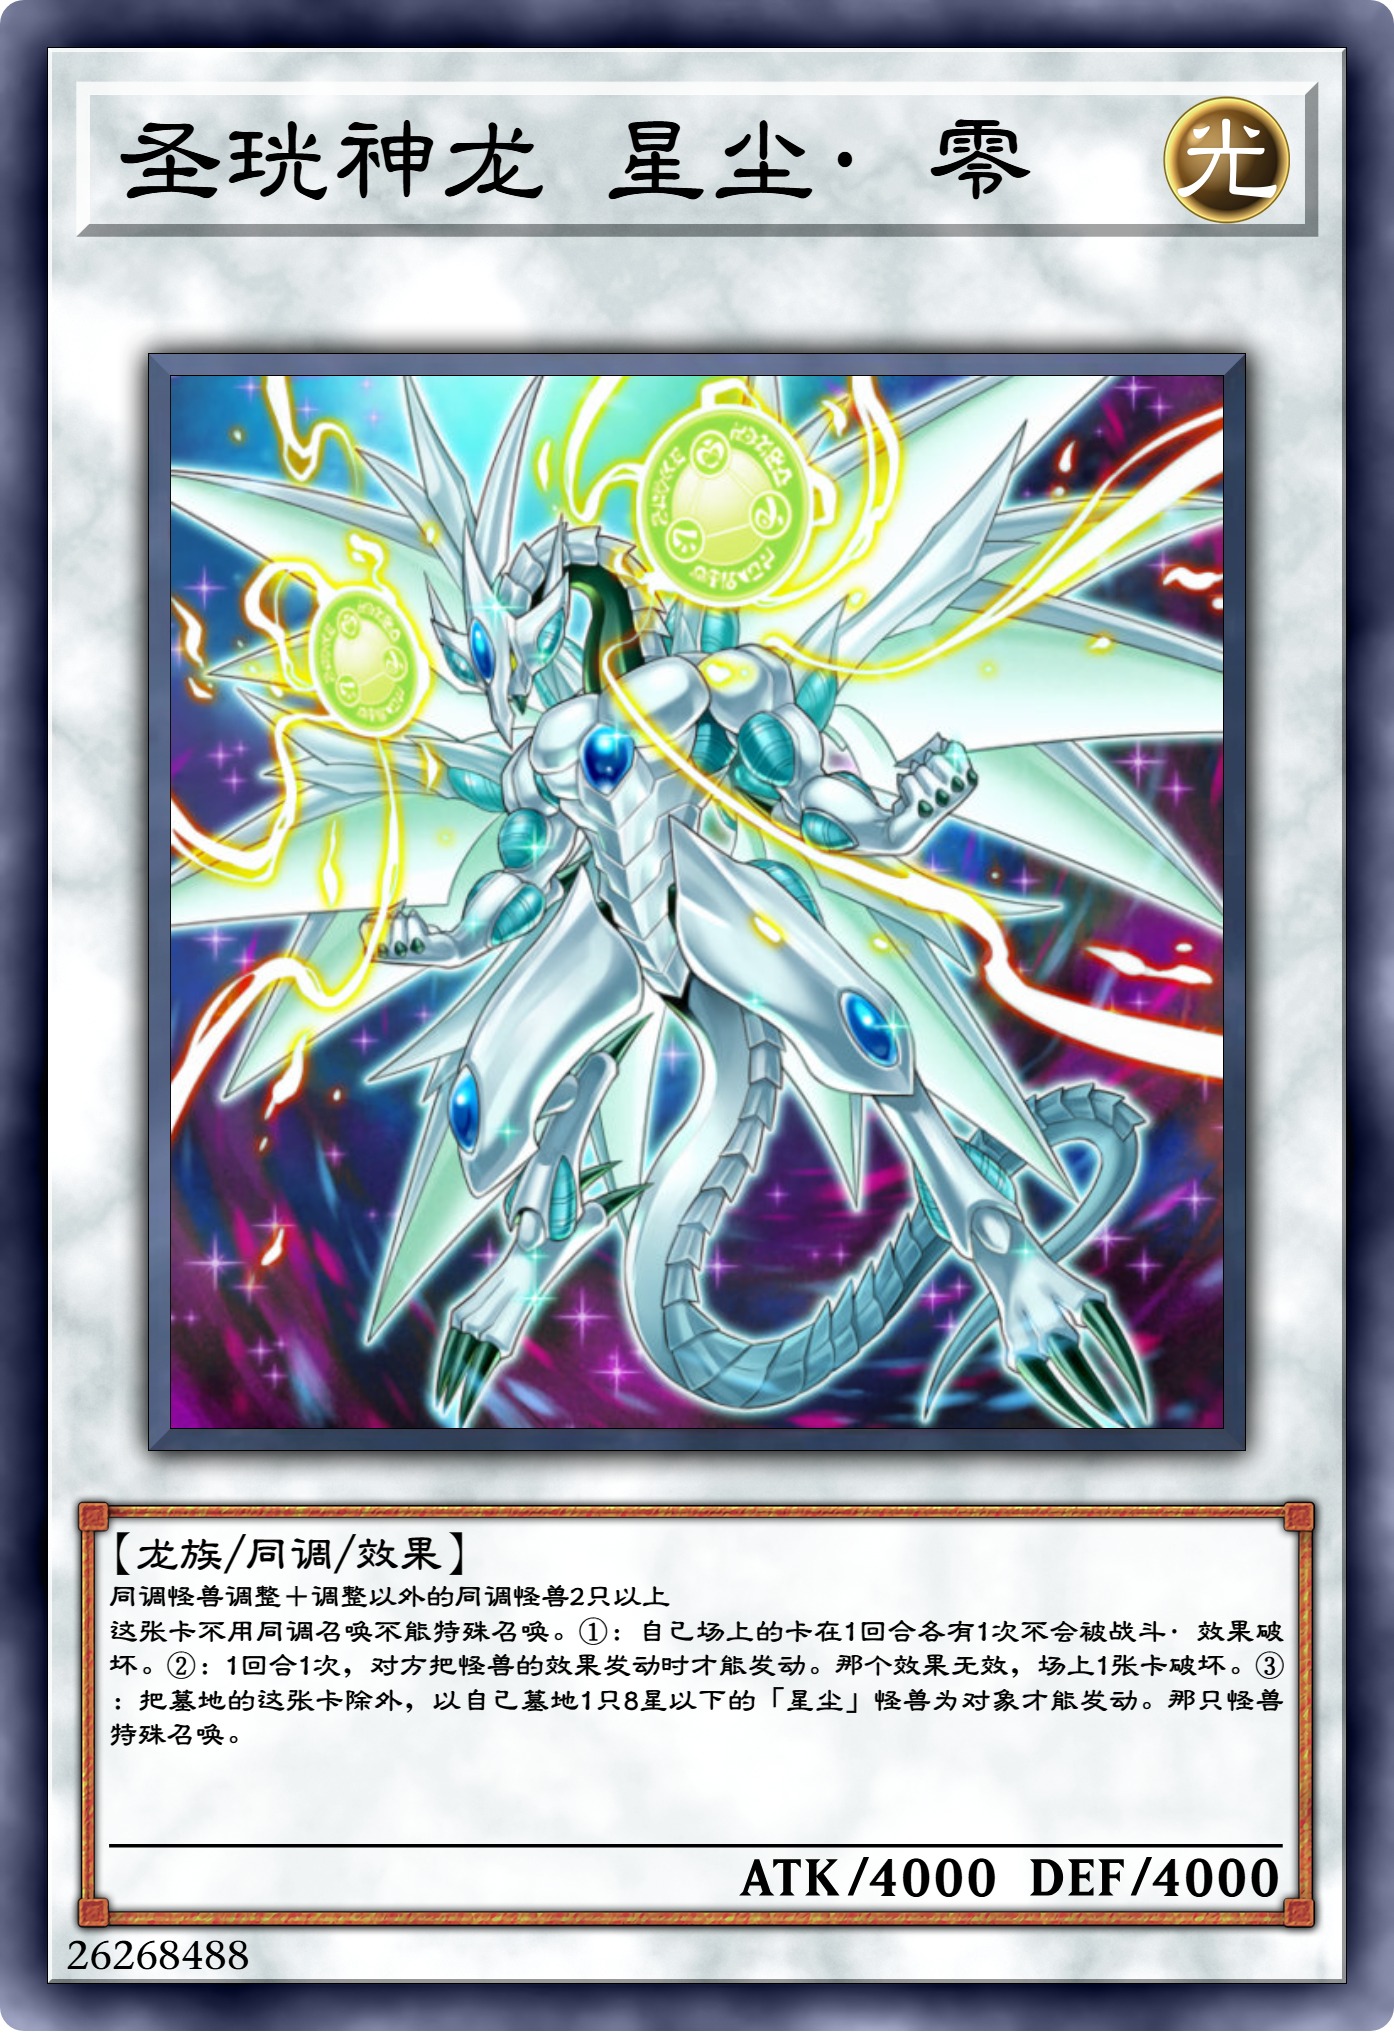 圣珖神龙 星尘·零
光
【龙族/同调/效果】
同调怪兽调整＋调整以外的同调怪兽2只以上
这张卡不用同调召唤不能特殊召唤。①：自己场上的卡在1回合各有1次不会被战斗·效果破
坏。②：1回合1次，对方把怪兽的效果发动时才能发动。那个效果无效，场上1张卡破坏。③
：把墓地的这张卡除外，以自己墓地1只8星以下的「星尘」怪兽为对象才能发动。那只怪兽
特殊召唤。
ATK/4000 DEF/4000
26268488